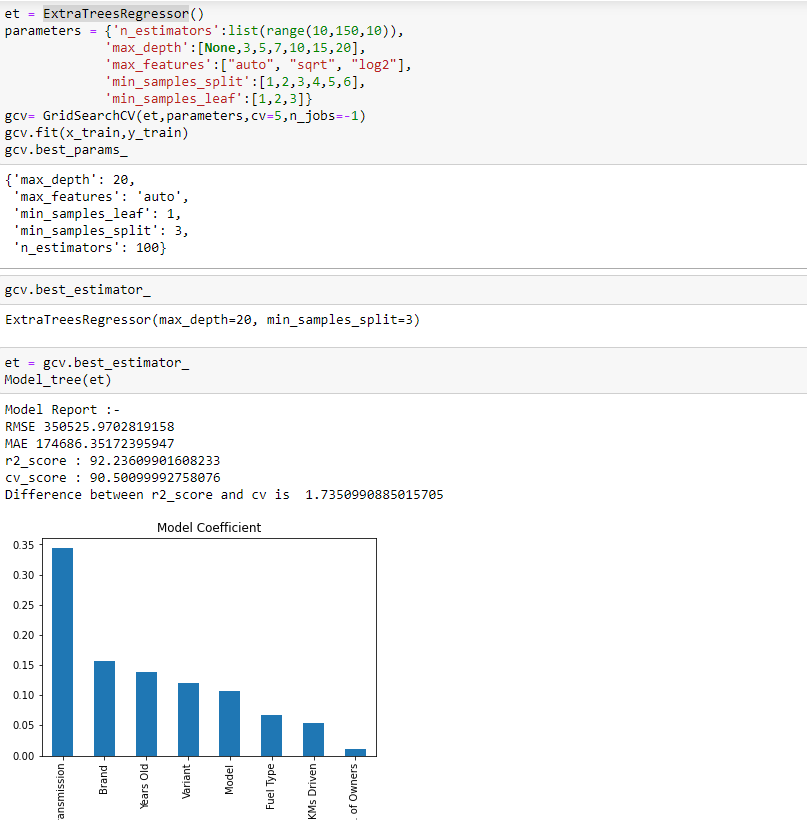 et = ExtraTreesRegressor()
parameters = {'n_estimators':list(range(10,150,10)),
'max_depth':[None,3,5,7,10,15,20],
'max_features':["auto", "sqrt", "log2"],
'min_samples_split':[1,2,3,4,5,6],
'min_samples_leaf':[1,2,3]}
gcv= GridSearchCV(et,parameters,cv=5,n_jobs=-1)
gcv.fit(x_train,y_train)
gcv.best_params_
{'max_depth': 20,
'max_features': 'auto',
'min_samples_leaf': 1,
'min_samples_split': 3,
'n_estimators': 100}
gcv.best_estimator_
ExtraTreesRegressor(max_depth=20, min_samples_split=3)
et = gcv.best_estimator_
Model_tree(et)
Model Report :-
RMSE 350525.9702819158
MAE 174686.35172395947
r2_score : 92.23609901608233
cv_score : 90.50099992758076
Difference between r2_score and cv is  1.7350990885015705
Model Coefficient
0.35
0.30
0.25
0.20
0.15
0.10
0.05
0.00
ansmission
Brand
Years Old
Variant
Model
Fuel Type
KMs Driven
. of Owners